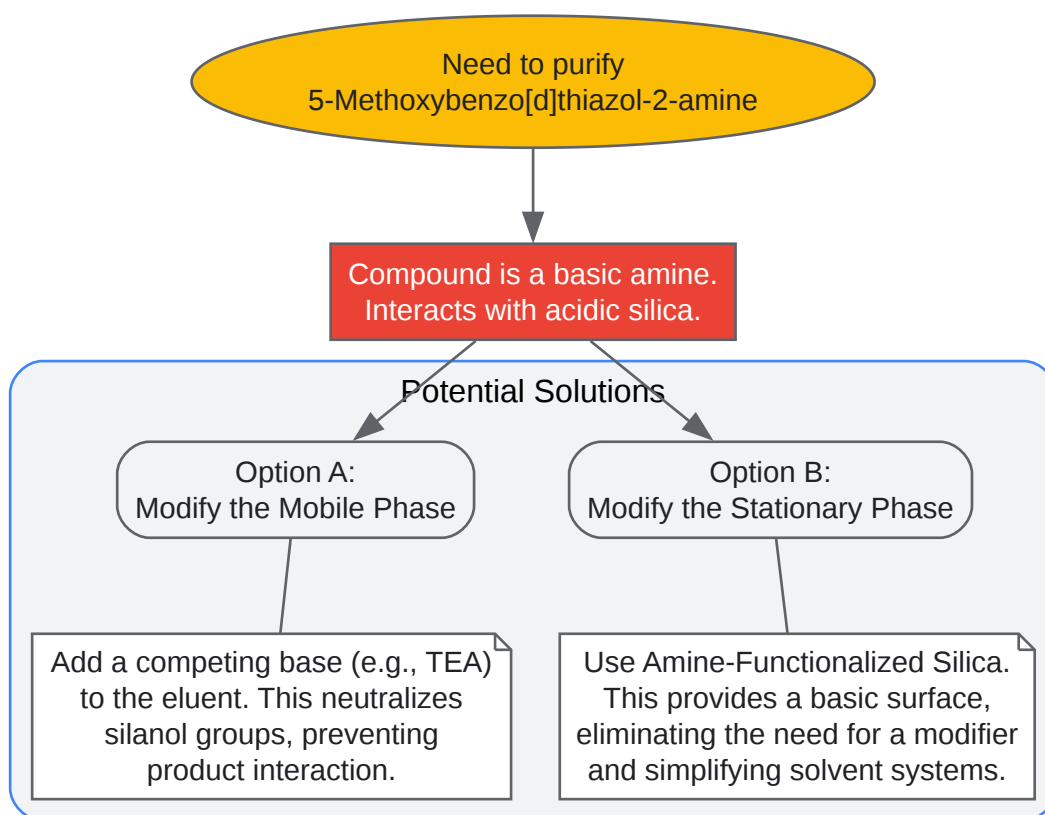 Need to purify
5-Methoxybenzo[d]thiazol-2-amine
Compound is a basic amine.
Interacts with acidic silica.
Potential Solutions
Option A:
Modify the Mobile Phase
Option B:
Modify the Stationary Phase
Add a competing base (e.g., TEA)
to the eluent. This neutralizes
silanol groups, preventing
product interaction.
Use Amine-Functionalized Silica.
This provides a basic surface,
eliminating the need for a modifier
and simplifying solvent systems.